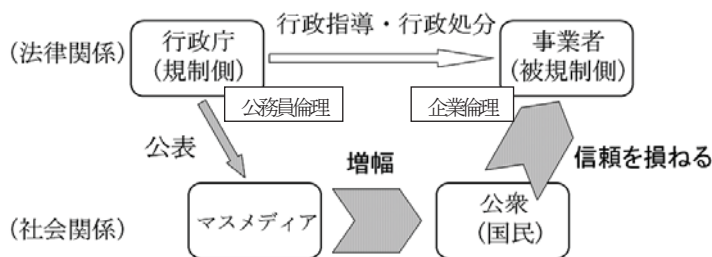 行政指導・行政処分
(法律関係)
行政庁
(規制側)
事業者
(被規制側)
公務員倫理
企業倫理
公表
増幅
信頼を損ねる
(社会関係)
マスメディア
公衆
(国民)